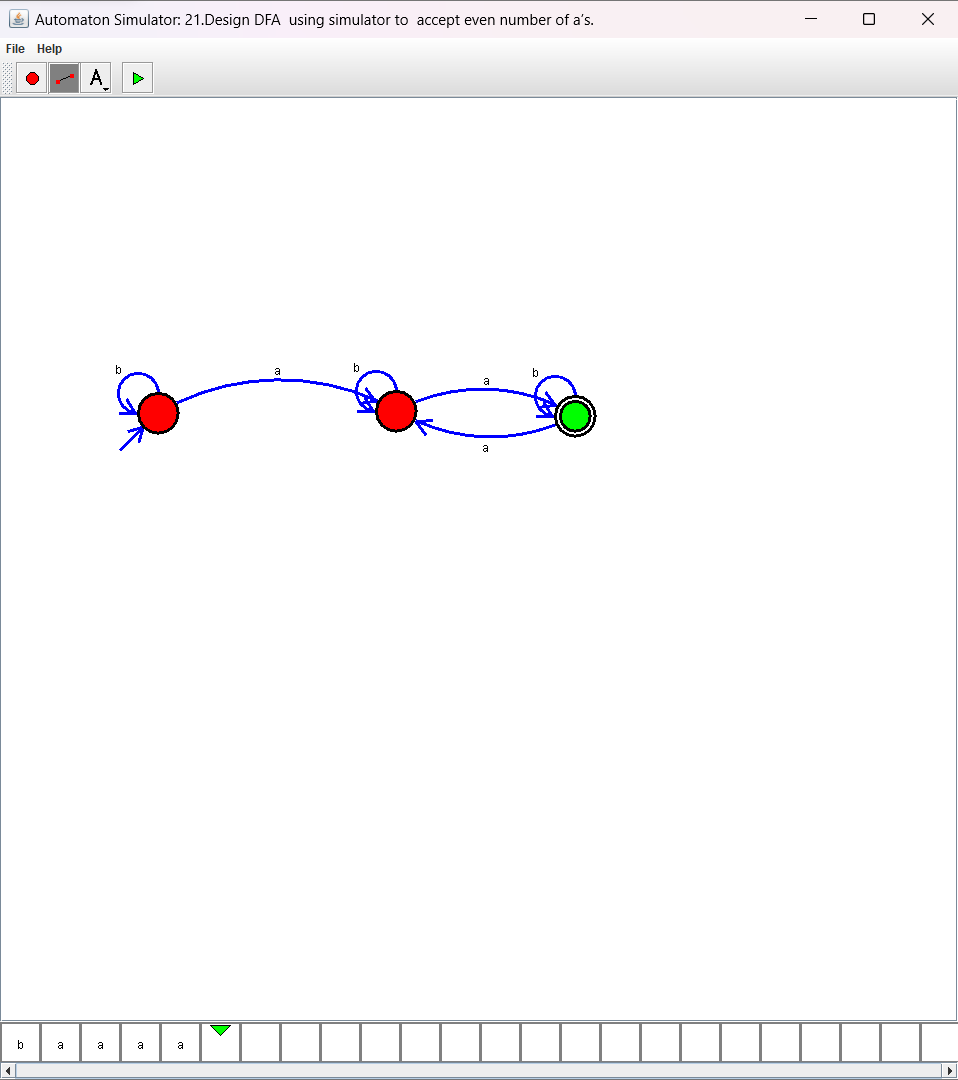 Automaton Simulator: 21.Design DFA  using simulator to  accept even number of a’s.
File Help
A
b
a
b
a
b
a
b a a a a